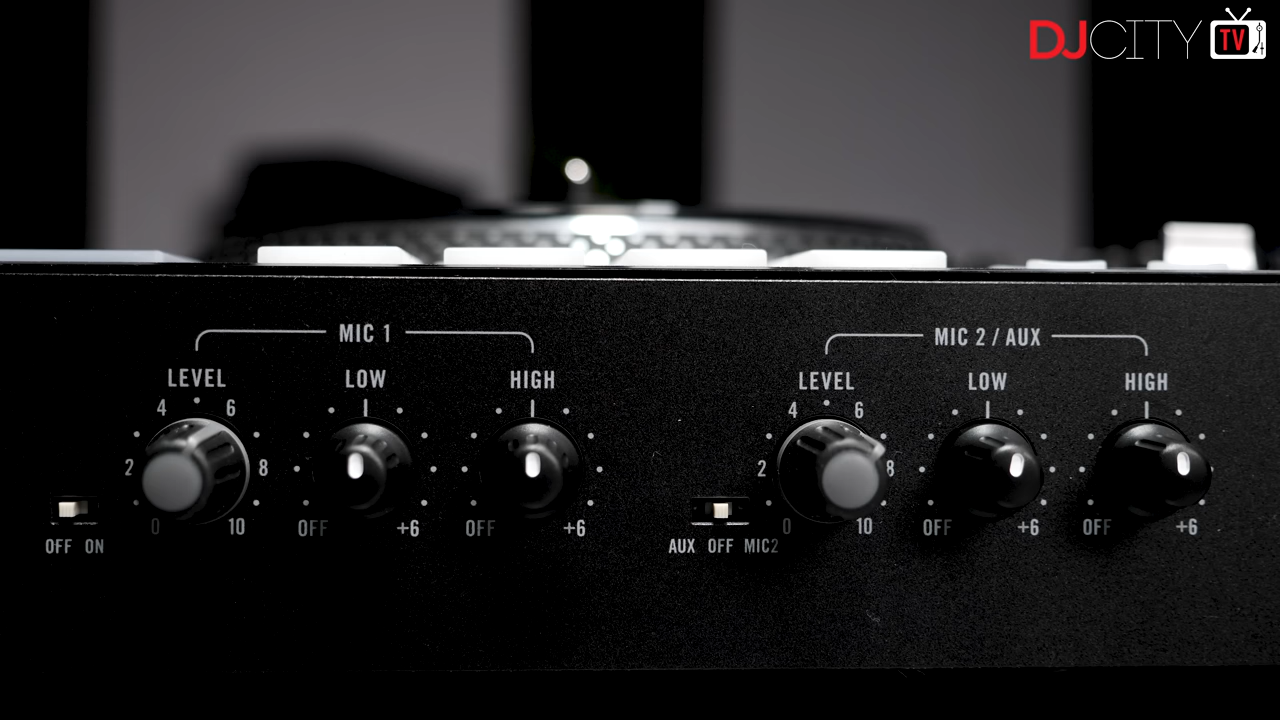 DJCITY TV
MIC 1
MIC 2 / AUX
LEVEL LOW HIGH
LEVEL LOW HIGH
4 6
4 6
2 8
2 8
0 10 OFF +6 OFF +6
0 10 OFF +6 OFF +6
OFF ON
AUX OFF MIC2